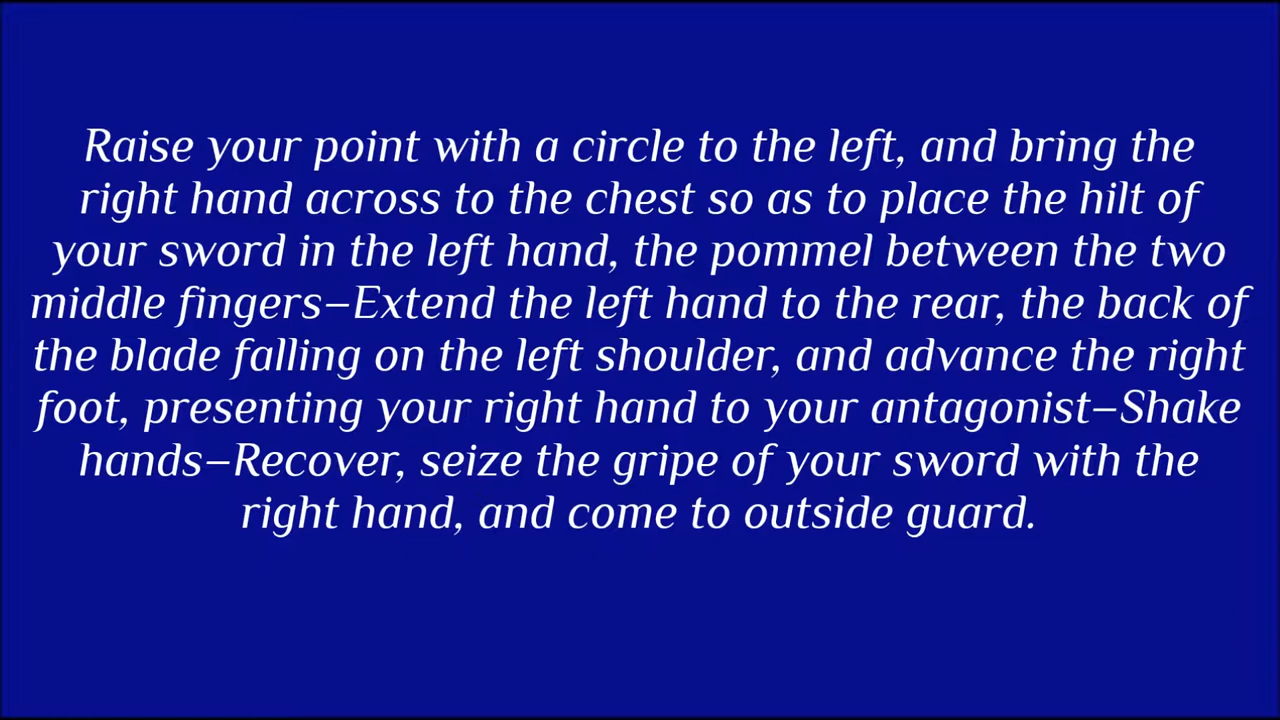 Raise your point with a circle to the left, and bring the
right hand across to the chest so as to place the hilt of
your sword in the left hand, the pommel between the two
middle fingers–Extend the left hand to the rear, the back of
the blade falling on the left shoulder, and advance the right
foot, presenting your right hand to your antagonist–Shake
hands–Recover, seize the gripe of your sword with the
right hand, and come to outside guard.